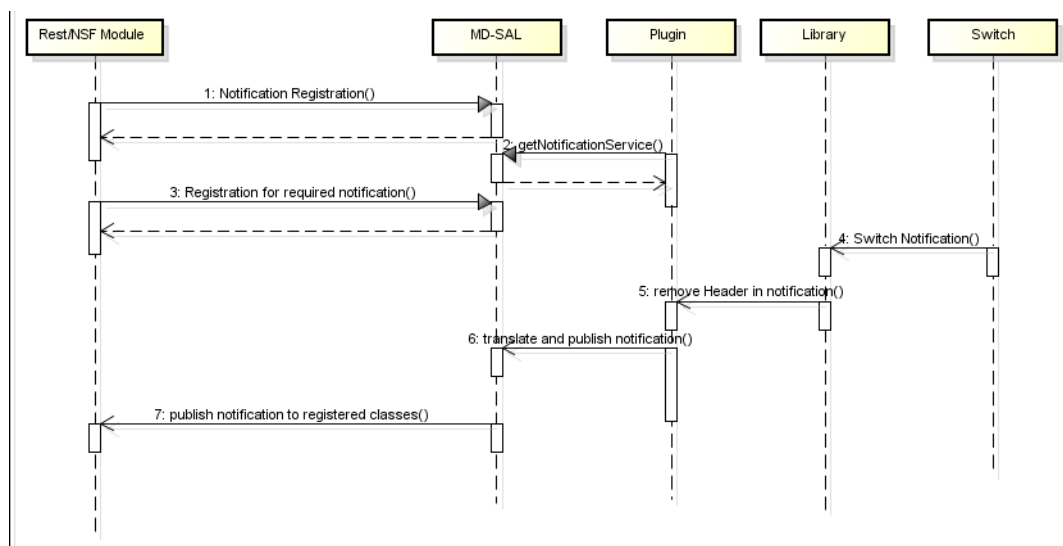 Rest/NSF Module
MD-SAL
Plugin
Library
Switch
1: Notification Registration()
2: getNotificationService()
3: Registration for required notification()
4: Switch Notification()
5: remove Header in notification()
6: translate and publish notification()
7: publish notification to registered classes()